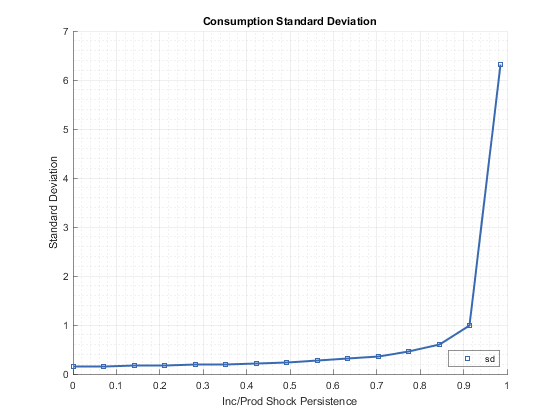 Consumption Standard Deviation
7
6
5
4
3
2
1
0
Standard Deviation
sd
0 0.1 0.2 0.3 0.4 0.5 0.6 0.7 0.8 0.9 1
Inc/Prod Shock Persistence